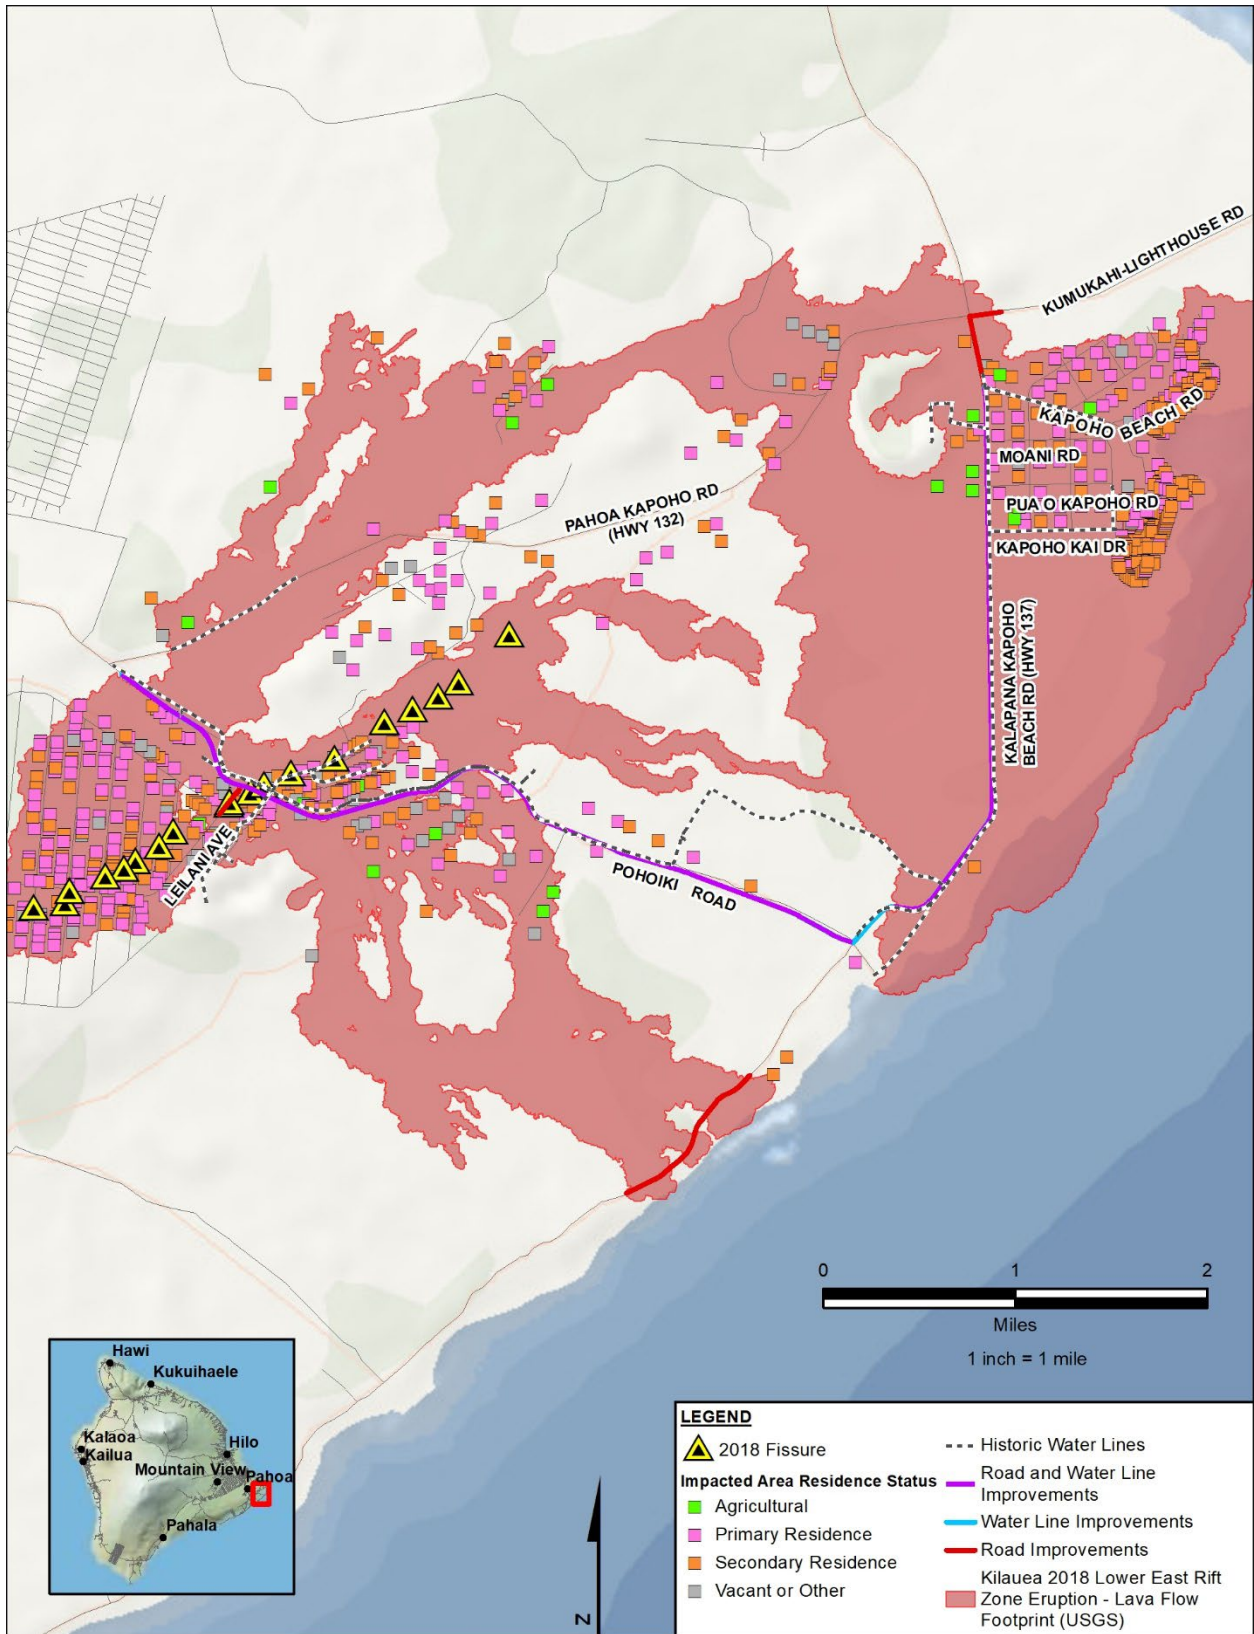 KUMUKAHI-LIGHTHOUSE RD
KAPOHO BEACH RD
MOANI RD
PUA O KAPOHO RD
KAPOHO KAI DR
PAHOA KAPOHO RD
(HWY 132)
KALAPANA KAPOHO
BEACH RD (HWY 137)
LEILANI AVE
POHOIKI ROAD
0 1 2
Miles
1 inch = 1 mile
Hawi
Kukuihaele
Kalaoa
Kailua
Hilo
Mountain View
Pahoa
Pahala
N
LEGEND
2018 Fissure
Impacted Area Residence Status
Agricultural
Primary Residence
Secondary Residence
Vacant or Other
Historic Water Lines
Road and Water Line
Improvements
Water Line Improvements
Road Improvements
Kilauea 2018 Lower East Rift
Zone Eruption - Lava Flow
Footprint (USGS)